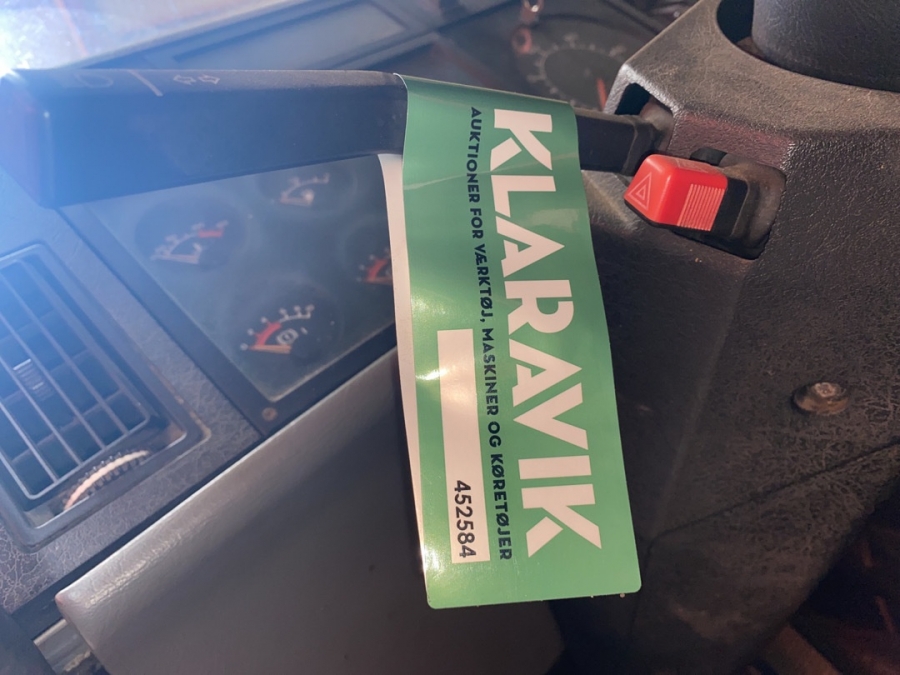 KLARAVIK
AUKTIONER FOR VÆRKTØJ, MASKINER OG KØRETØJER
452584